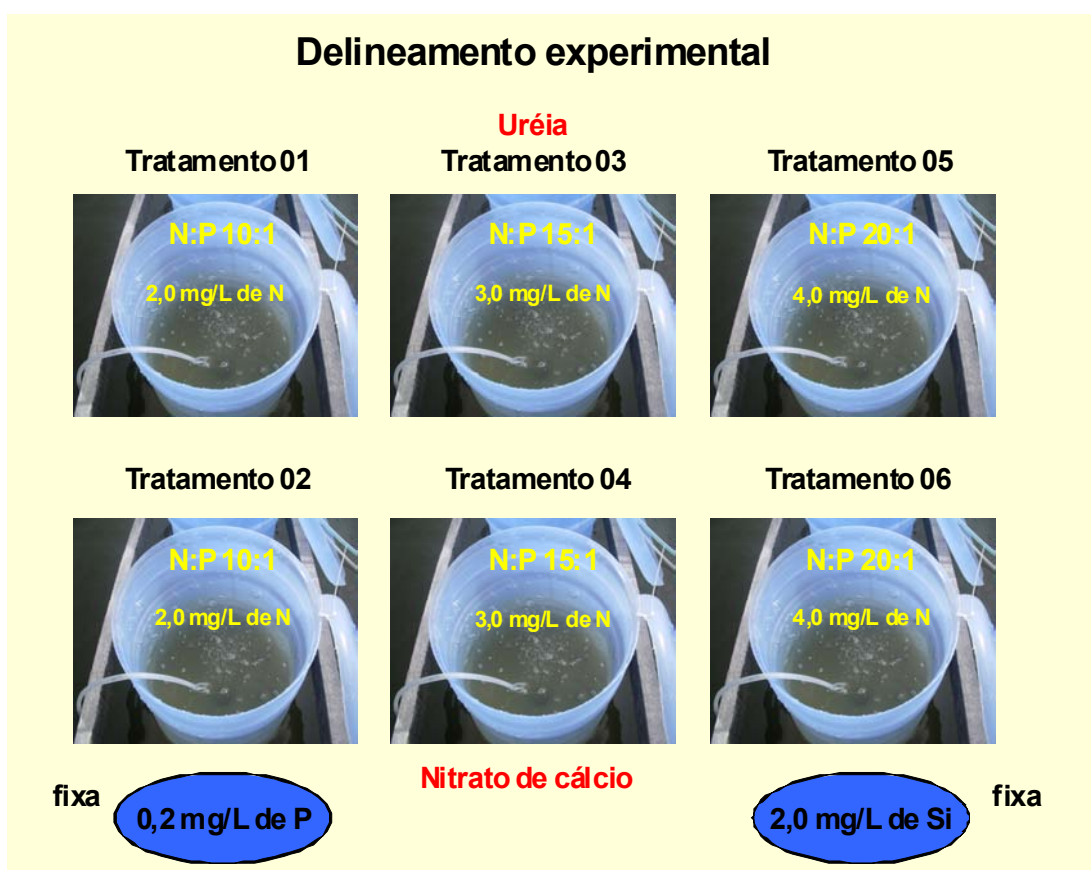 Delineamento experimental
Uréia
Tratamento 01
Tratamento 03
Tratamento 05
N:P 10:1
2,0 mg/L de N
N:P 15:1
3,0 mg/L de N
N:P 20:1
4,0 mg/L de N
Tratamento 02
Tratamento 04
Tratamento 06
N:P 10:1
2,0 mg/L de N
N:P 15:1
3,0 mg/L de N
N:P 20:1
4,0 mg/L de N
Nitrato de cálcio
fixa
0,2 mg/L de P
2,0 mg/L de Si
fixa